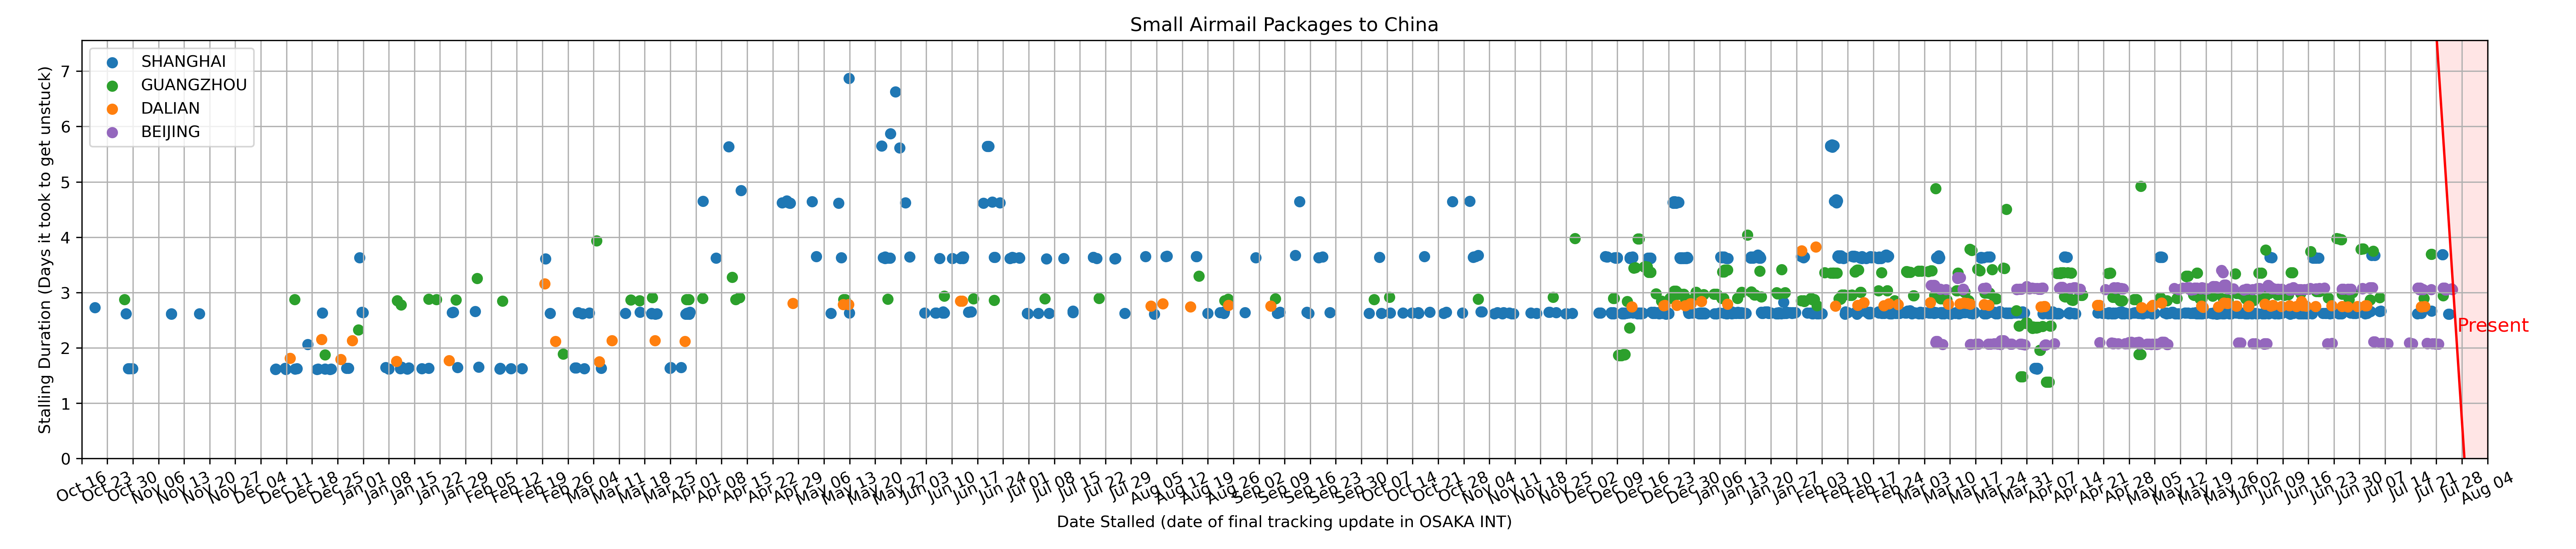 Small Airmail Packages to China
SHANGHAI
GUANGZHOU
DALIAN
BEIJING
Stalling Duration (Days it took to get unstuck)
7
6
5
4
3
2
1
0
Present
Oct 16 Oct 23 Oct 30 Nov 06 Nov 13 Nov 20 Nov 27 Dec 04 Dec 11 Dec 18 Dec 25 Jan 01 Jan 08 Jan 15 Jan 22 Jan 29 Feb 05 Feb 12 Feb 19 Feb 26 Mar 04 Mar 11 Mar 18 Mar 25 Apr 01 Apr 08 Apr 15 Apr 22 Apr 29 May 06 May 13 May 20 May 27 Jun 03 Jun 10 Jun 17 Jun 24 Jul 01 Jul 08 Jul 15 Jul 22 Jul 29 Aug 05 Aug 12 Aug 19 Aug 26 Sep 02 Sep 09 Sep 16 Sep 23 Sep 30 Oct 07 Oct 14 Oct 21 Oct 28 Nov 04 Nov 11 Nov 18 Nov 25 Dec 02 Dec 09 Dec 16 Dec 23 Dec 30 Jan 06 Jan 13 Jan 20 Jan 27 Feb 03 Feb 10 Feb 17 Feb 24 Mar 03 Mar 10 Mar 17 Mar 24 Mar 31 Apr 07 Apr 14 Apr 21 Apr 28 May 05 May 12 May 19 May 26 Jun 02 Jun 09 Jun 16 Jun 23 Jun 30 Jul 07 Jul 14 Jul 21 Jul 28 Aug 04
Date Stalled (date of final tracking update in OSAKA INT)